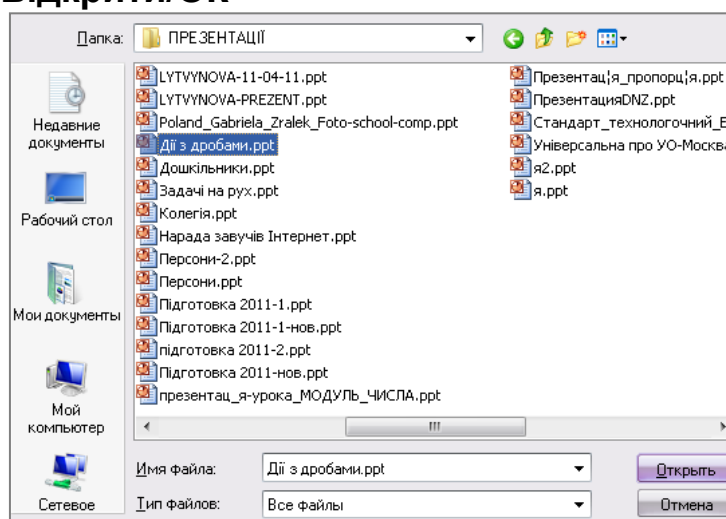 Відкрити/ОК
Папка:
ПРЕЗЕНТАЦІЇ
Недавние
документы
Рабочий стол
Мои документы
Мой
компьютер
Сетевое
LYTVYNOVA-11-04-11.ppt
LYTVYNOVA-PREZENT.ppt
Poland_Gabriela_Zralek_Foto-school-comp.ppt
Дії з дробами.ppt
Дошкільники.ppt
Задачі на рух.ppt
Колегія.ppt
Нарада завучів Інтернет.ppt
Персони-2.ppt
Персони.ppt
Підготовка 2011-1.ppt
Підготовка 2011-1-нов.ppt
підготовка 2011-2.ppt
Підготовка 2011-нов.ppt
презентац_я-урока_МОДУЛЬ_ЧИСЛА.ppt
Презентац¦я_пропорц¦я.ppt
ПрезентацияDNZ.ppt
Стандарт_технологочний_
Універсальна про УО-Москва
я2.ppt
я.ppt
Имя файла:
Дії з дробами.ppt
Открыть
Тип файлов:
Все файлы
Отмена